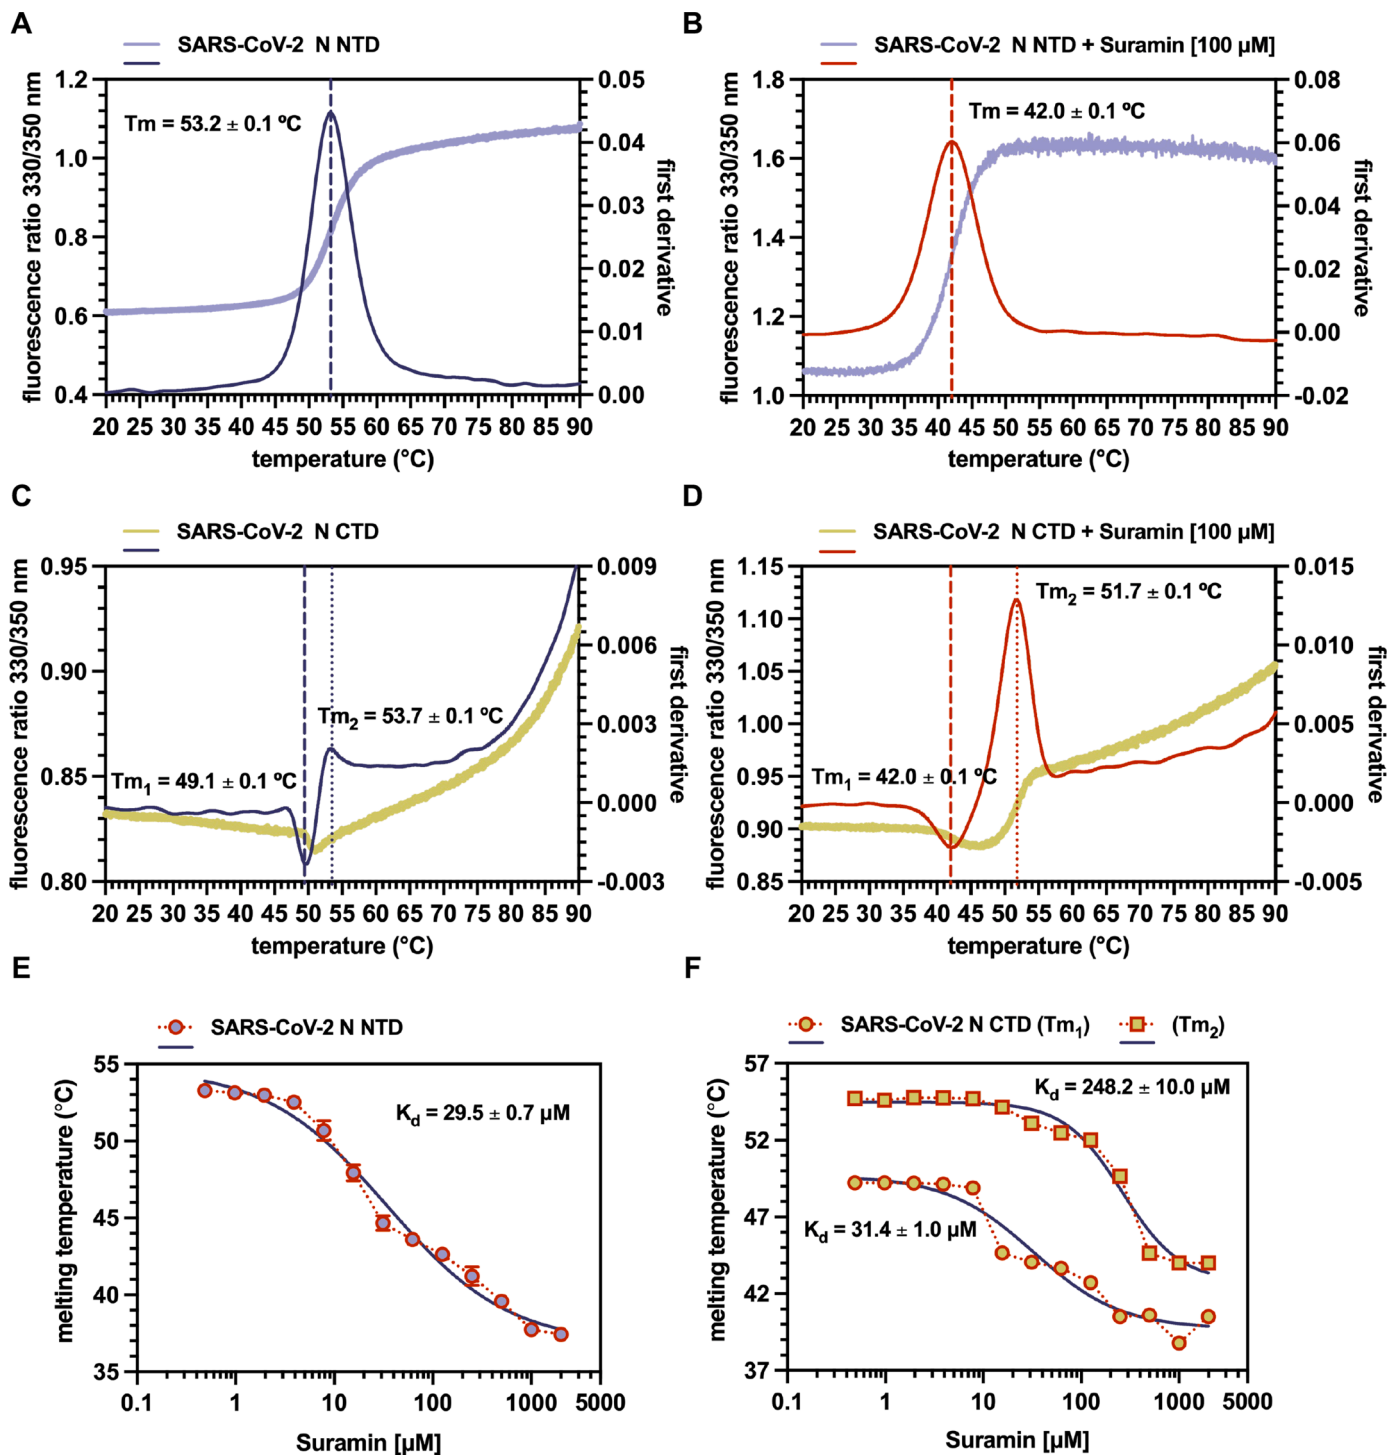 A
SARS-CoV-2 N NTD
fluorescence ratio 330/350 nm
1.2
1.0
0.8
0.6
0.4
Tm = 53.2 ± 0.1 ºC
0.05
0.04
0.03
0.02
0.01
0.00
first derivative
20 25 30 35 40 45 50 55 60 65 70 75 80 85 90
temperature (°C)
B
SARS-CoV-2 N NTD + Suramin [100 µM]
fluorescence ratio 330/350 nm
1.8
1.6
1.4
1.2
1.0
Tm = 42.0 ± 0.1 ºC
0.08
0.06
0.04
0.02
0.00
-0.02
first derivative
20 25 30 35 40 45 50 55 60 65 70 75 80 85 90
temperature (°C)
C
SARS-CoV-2 N CTD
fluorescence ratio 330/350 nm
0.95
0.90
0.85
0.80
Tm₂ = 53.7 ± 0.1 ºC
Tm₁ = 49.1 ± 0.1 ºC
0.009
0.006
0.003
0.000
-0.003
first derivative
20 25 30 35 40 45 50 55 60 65 70 75 80 85 90
temperature (°C)
D
SARS-CoV-2 N CTD + Suramin [100 µM]
fluorescence ratio 330/350 nm
1.15
1.10
1.05
1.00
0.95
0.90
0.85
Tm₂ = 51.7 ± 0.1 ºC
Tm₁ = 42.0 ± 0.1 ºC
0.015
0.010
0.005
0.000
-0.005
first derivative
20 25 30 35 40 45 50 55 60 65 70 75 80 85 90
temperature (°C)
E
SARS-CoV-2 N NTD
melting temperature (°C)
55
50
45
40
35
K_d = 29.5 ± 0.7 µM
0.1 1 10 100 1000 5000
Suramin [µM]
F
SARS-CoV-2 N CTD (Tm₁) (Tm₂)
melting temperature (°C)
57
52
47
42
37
K_d = 248.2 ± 10.0 µM
K_d = 31.4 ± 1.0 µM
0.1 1 10 100 1000 5000
Suramin [µM]